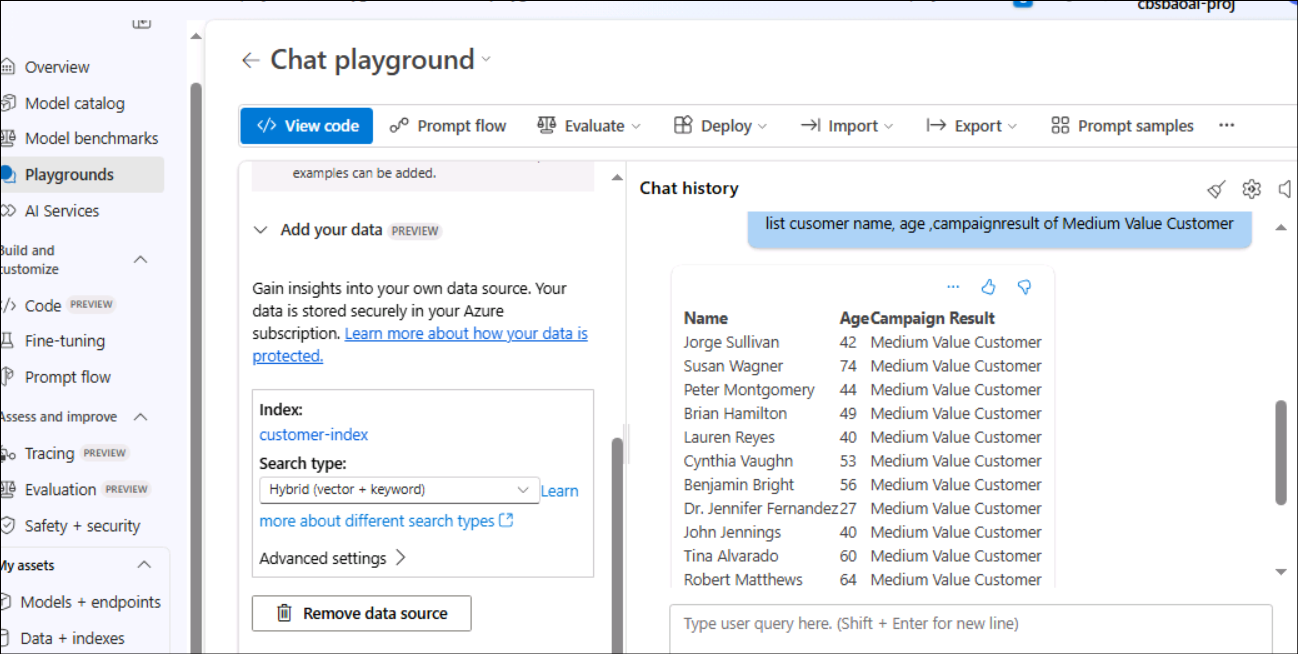 cbsbaoai-proj
Overview
Model catalog
Model benchmarks
Playgrounds
AI Services
Build and
customize
Code PREVIEW
Fine-tuning
Prompt flow
Assess and improve
Tracing PREVIEW
Evaluation PREVIEW
Safety + security
My assets
Models + endpoints
Data + indexes
Chat playground
View code
Prompt flow
Evaluate
Deploy
Import
Export
Prompt samples
examples can be added.
Add your data PREVIEW
Gain insights into your own data source. Your
data is stored securely in your Azure
subscription. Learn more about how your data is
protected.
Index:
customer-index
Search type:
Hybrid (vector + keyword)
Learn
more about different search types
Advanced settings
Remove data source
Chat history
list cusomer name, age ,campaignresult of Medium Value Customer
Name Age Campaign Result
Jorge Sullivan 42 Medium Value Customer
Susan Wagner 74 Medium Value Customer
Peter Montgomery 44 Medium Value Customer
Brian Hamilton 49 Medium Value Customer
Lauren Reyes 40 Medium Value Customer
Cynthia Vaughn 53 Medium Value Customer
Benjamin Bright 56 Medium Value Customer
Dr. Jennifer Fernandez 27 Medium Value Customer
John Jennings 40 Medium Value Customer
Tina Alvarado 60 Medium Value Customer
Robert Matthews 64 Medium Value Customer
Type user query here. (Shift + Enter for new line)